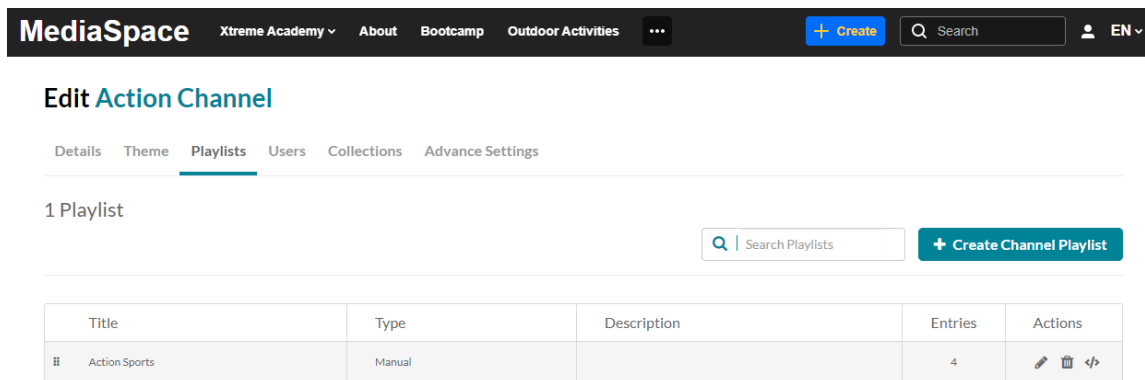 MediaSpace Xtreme Academy About Bootcamp Outdoor Activities ••• + Create Search EN
Edit Action Channel
Details Theme Playlists Users Collections Advance Settings
1 Playlist
Search Playlists + Create Channel Playlist
Title Type Description Entries Actions
Action Sports Manual 4 </>